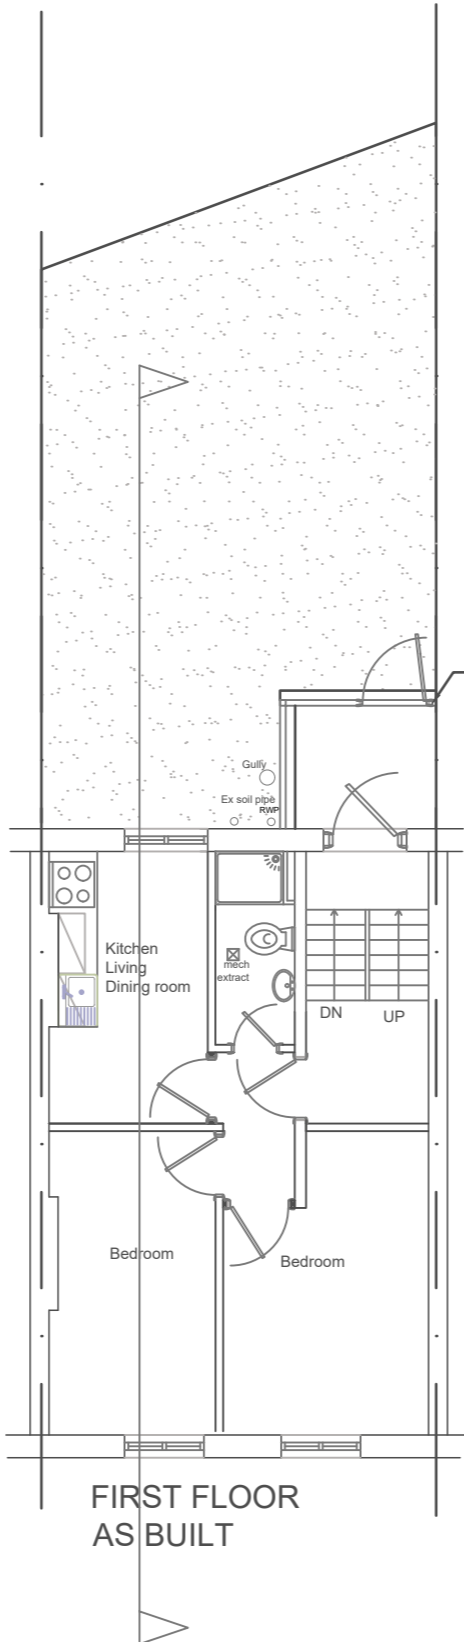 Gully
Ex soil pipe
RWP
Kitchen
Living
Dining room
mech
extract
DN
UP
Bedroom
Bedroom
FIRST FLOOR
AS BUILT